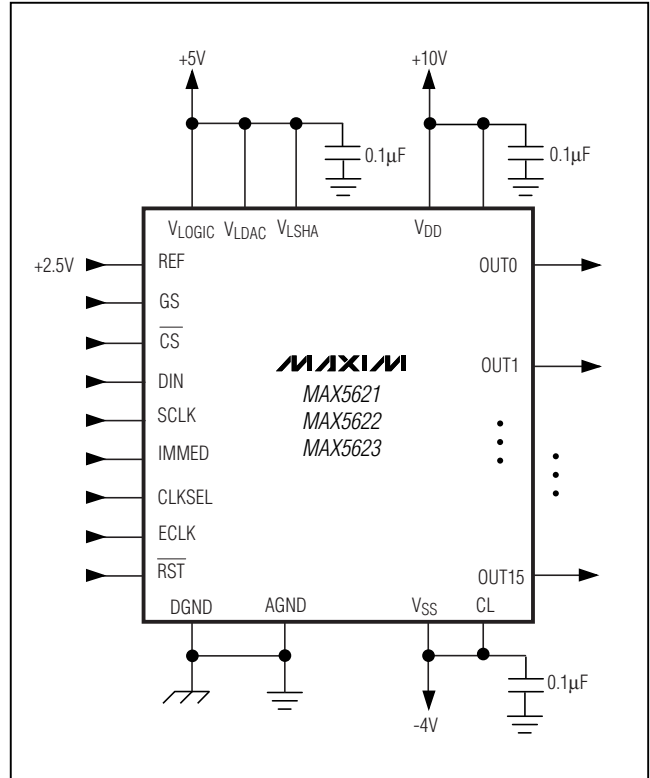 +5V
+10V
0.1µF
0.1µF
VLOGIC VLDAC VLSHA VDD
+2.5V
REF
GS
CS
DIN
SCLK
IMMED
CLKSEL
ECLK
RST
MAXIM
MAX5621
MAX5622
MAX5623
OUT0
OUT1
OUT15
DGND AGND VSS CL
0.1µF
-4V